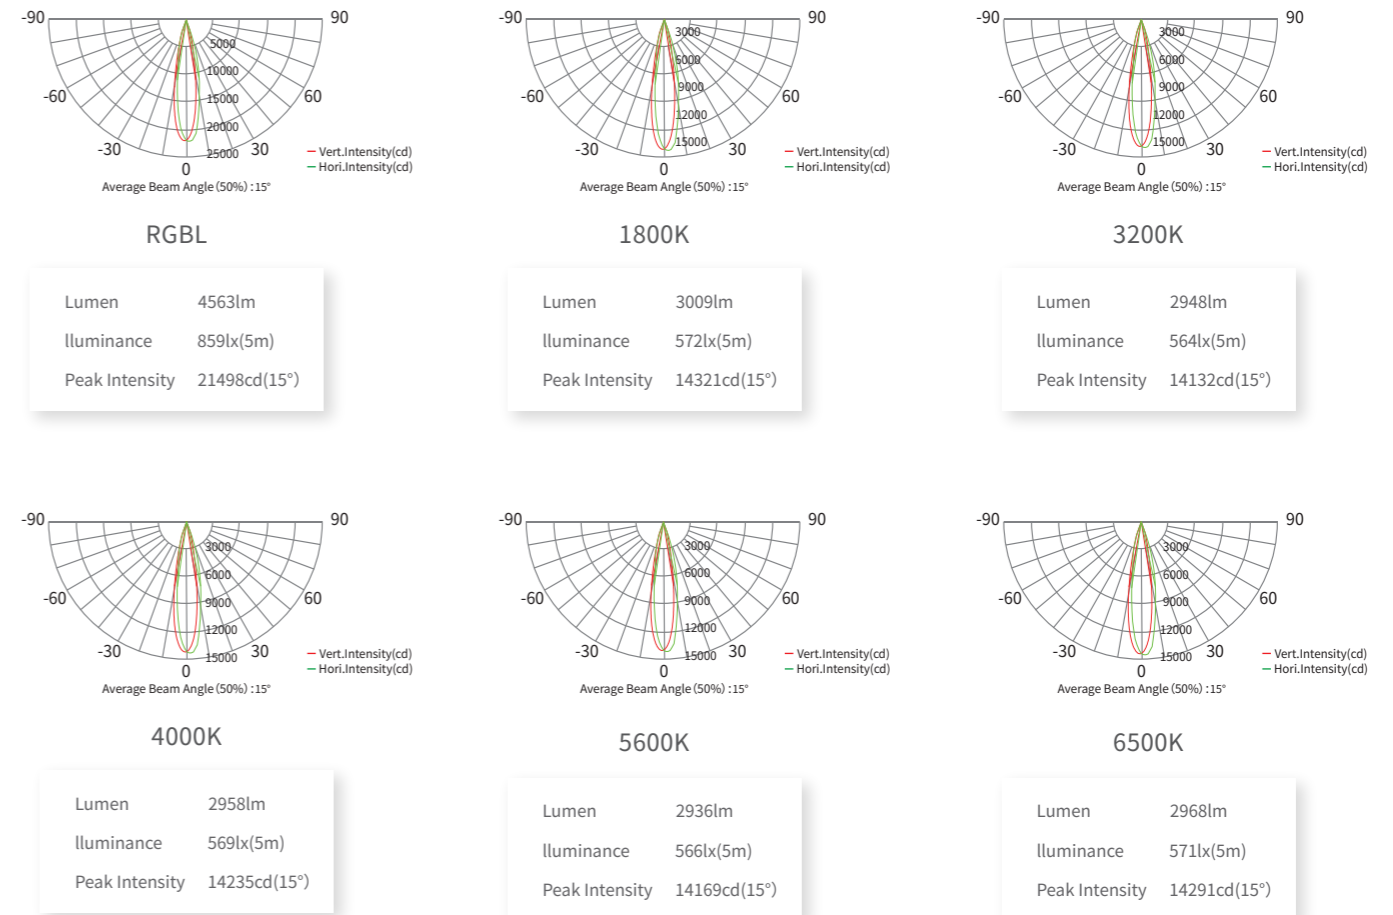 -90 90
5000
10000
15000
20000
25000
-60 60
-30 30
0
Vert.Intensity(cd)
Hori.Intensity(cd)
Average Beam Angle (50%) :15°
RGBL
Lumen 4563lm
lluminance 859lx(5m)
Peak Intensity 21498cd(15°)
-90 90
3000
6000
9000
12000
15000
-60 60
-30 30
0
Vert.Intensity(cd)
Hori.Intensity(cd)
Average Beam Angle (50%) :15°
1800K
Lumen 3009lm
lluminance 572lx(5m)
Peak Intensity 14321cd(15°)
-90 90
3000
6000
9000
12000
15000
-60 60
-30 30
0
Vert.Intensity(cd)
Hori.Intensity(cd)
Average Beam Angle (50%) :15°
3200K
Lumen 2948lm
lluminance 564lx(5m)
Peak Intensity 14132cd(15°)
-90 90
3000
6000
9000
12000
15000
-60 60
-30 30
0
Vert.Intensity(cd)
Hori.Intensity(cd)
Average Beam Angle (50%) :15°
4000K
Lumen 2958lm
lluminance 569lx(5m)
Peak Intensity 14235cd(15°)
-90 90
3000
6000
9000
12000
15000
-60 60
-30 30
0
Vert.Intensity(cd)
Hori.Intensity(cd)
Average Beam Angle (50%) :15°
5600K
Lumen 2936lm
lluminance 566lx(5m)
Peak Intensity 14169cd(15°)
-90 90
3000
6000
9000
12000
15000
-60 60
-30 30
0
Vert.Intensity(cd)
Hori.Intensity(cd)
Average Beam Angle (50%) :15°
6500K
Lumen 2968lm
lluminance 571lx(5m)
Peak Intensity 14291cd(15°)